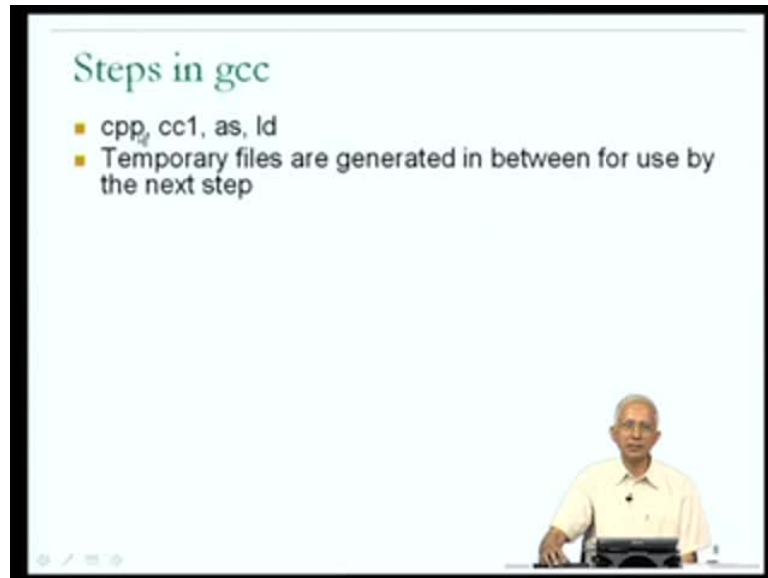 Steps in gcc
cpp, cc1, as, ld
Temporary files are generated in between for use by
the next step